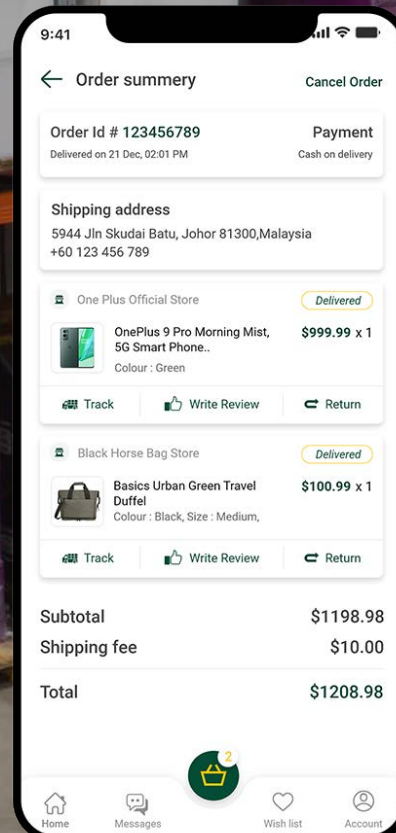 9:41
Order summery
Cancel Order
Order Id # 123456789
Payment
Delivered on 21 Dec, 02:01 PM
Cash on delivery
Shipping address
5944 Jln Skudai Batu, Johor 81300,Malaysia
+60 123 456 789
One Plus Official Store
Delivered
OnePlus 9 Pro Morning Mist,
$999.99 x 1
5G Smart Phone..
Colour : Green
Track
Write Review
Return
Black Horse Bag Store
Delivered
Basics Urban Green Travel
$100.99 x 1
Duffel
Colour : Black, Size : Medium,
Track
Write Review
Return
Subtotal
$1198.98
Shipping fee
$10.00
Total
$1208.98
2
Home
Messages
Wish list
Account